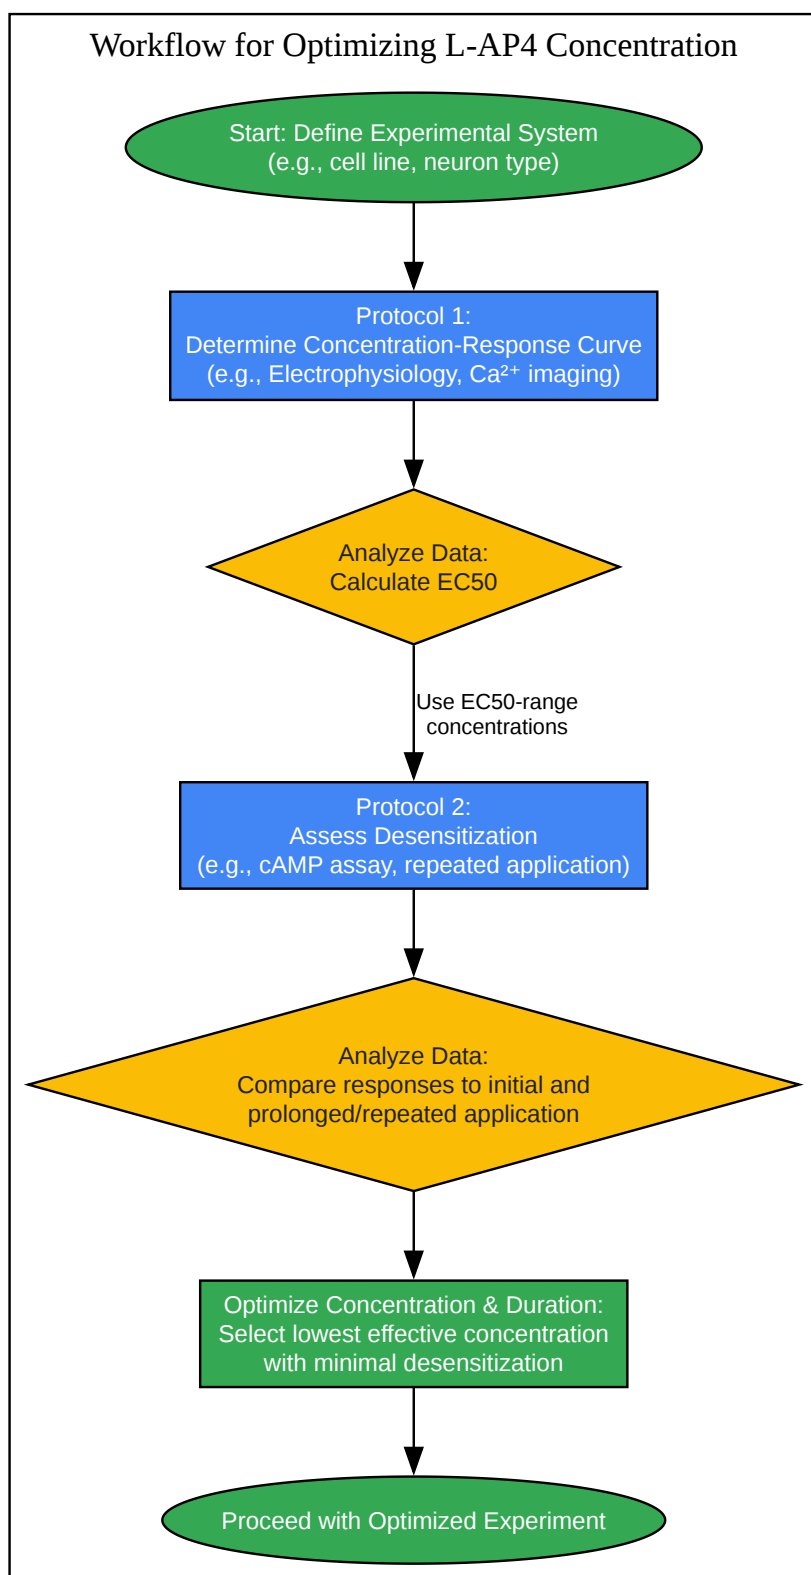 Workflow for Optimizing L-AP4 Concentration
Start: Define Experimental System
(e.g., cell line, neuron type)
Protocol 1:
Determine Concentration-Response Curve
(e.g., Electrophysiology, Ca²⁺ imaging)
Analyze Data:
Calculate EC50
Use EC50-range
concentrations
Protocol 2:
Assess Desensitization
(e.g., cAMP assay, repeated application)
Analyze Data:
Compare responses to initial and
prolonged/repeated application
Optimize Concentration & Duration:
Select lowest effective concentration
with minimal desensitization
Proceed with Optimized Experiment